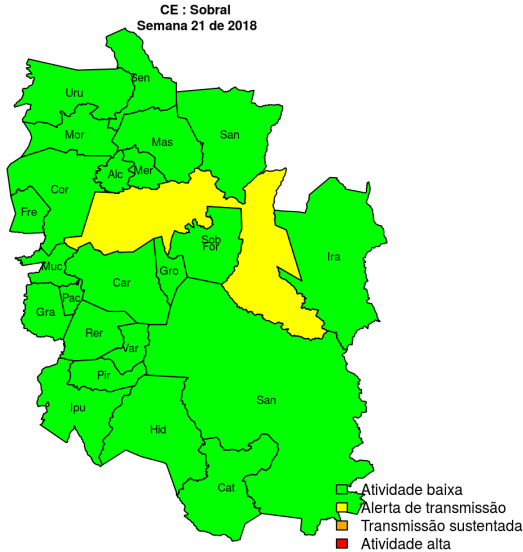 CE : Sobral
Semana 21 de 2018
Sen
Uru
Mor
Mas
San
Alc
Mer
Cor
Fre
Sob
For
Ira
Muc
Gro
Car
Pac
Gra
Rer
Var
Pir
San
Ipu
Hid
Cat
Atividade baixa
Alerta de transmissão
Transmissão sustentada
Atividade alta